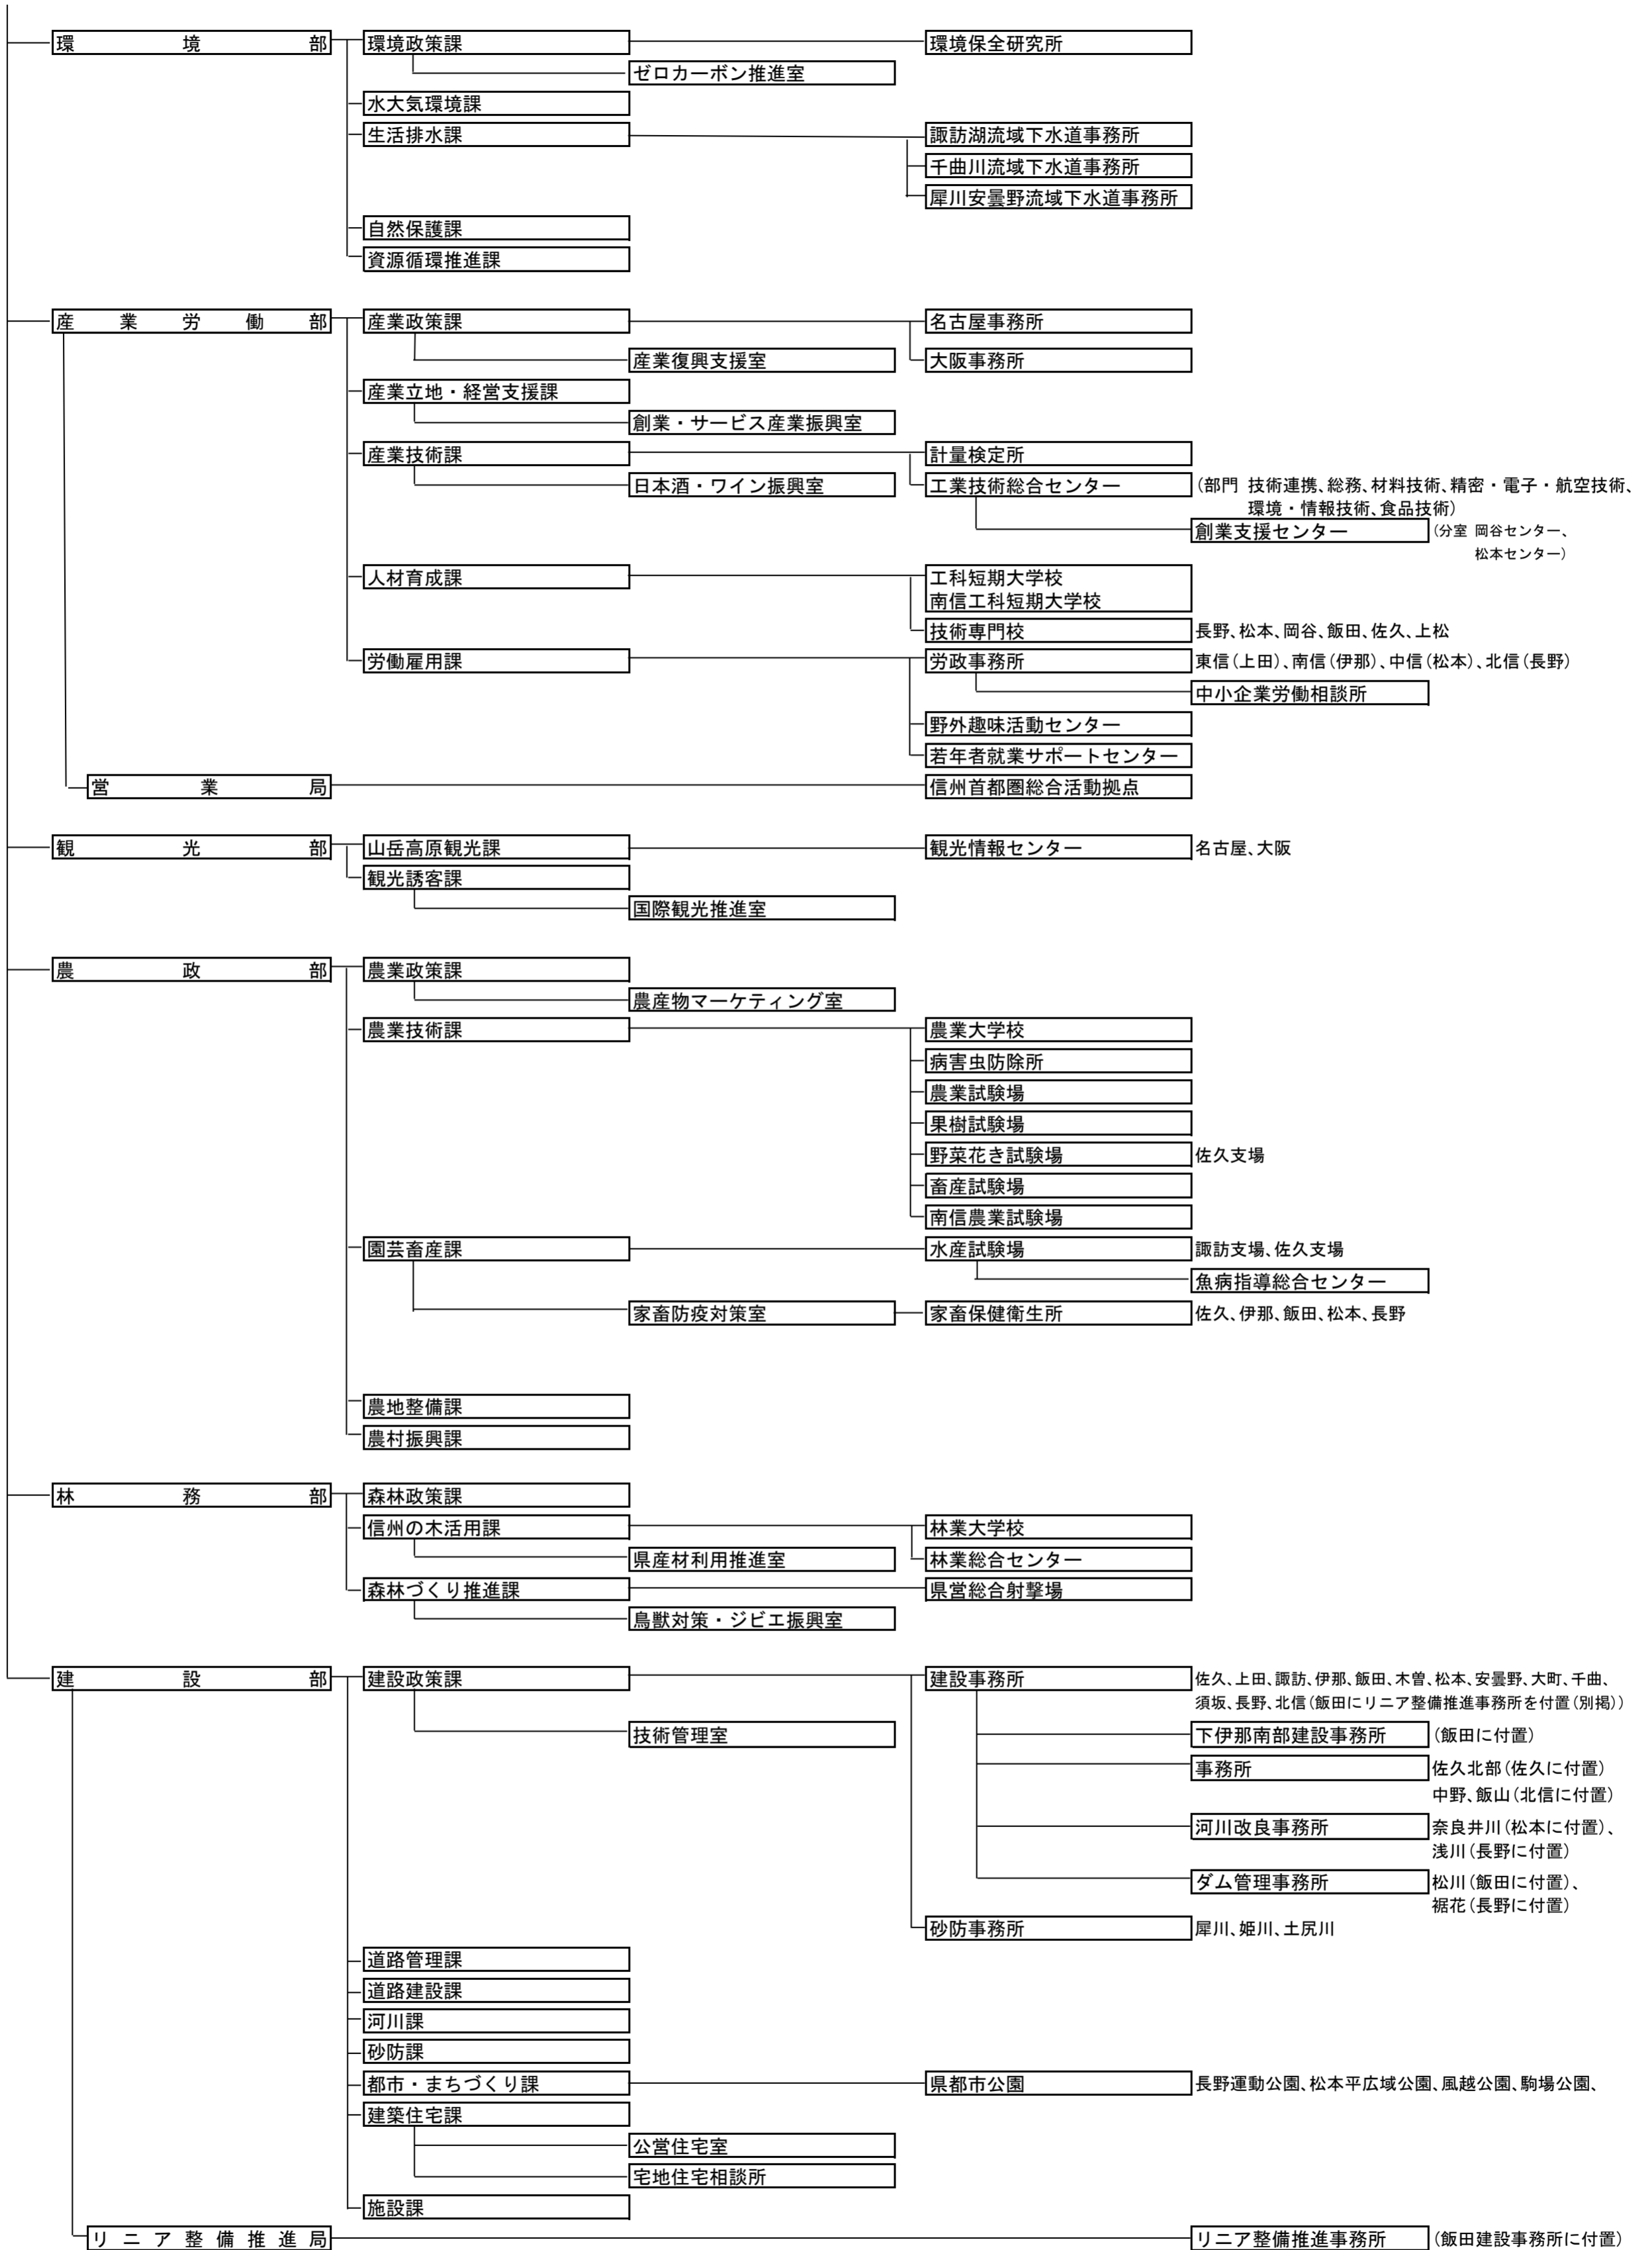 環境部 環境政策課 環境保全研究所
ゼロカーボン推進室
水大気環境課
生活排水課 諏訪湖流域下水道事務所
千曲川流域下水道事務所
犀川安曇野流域下水道事務所
自然保護課
資源循環推進課
産業労働部 産業政策課 名古屋事務所
産業復興支援室 大阪事務所
産業立地・経営支援課
創業・サービス産業振興室
産業技術課 計量検定所
日本酒・ワイン振興室 工業技術総合センター (部門 技術連携、総務、材料技術、精密・電子・航空技術、
環境・情報技術、食品技術)
創業支援センター (分室 岡谷センター、
松本センター)
人材育成課 工科短期大学校
南信工科短期大学校
技術専門校 長野、松本、岡谷、飯田、佐久、上松
労働雇用課 労政事務所 東信(上田)、南信(伊那)、中信(松本)、北信(長野)
中小企業労働相談所
野外趣味活動センター
若年者就業サポートセンター
営業局 信州首都圏総合活動拠点
観光部 山岳高原観光課 観光情報センター 名古屋、大阪
観光誘客課
国際観光推進室
農政部 農業政策課
農産物マーケティング室
農業技術課 農業大学校
病害虫防除所
農業試験場
果樹試験場
野菜花き試験場 佐久支場
畜産試験場
南信農業試験場
園芸畜産課 水産試験場 諏訪支場、佐久支場
魚病指導総合センター
家畜防疫対策室 家畜保健衛生所 佐久、伊那、飯田、松本、長野
農地整備課
農村振興課
林務部 森林政策課
信州の木活用課 林業大学校
県産材利用推進室 林業総合センター
森林づくり推進課 県営総合射撃場
鳥獣対策・ジビエ振興室
建設部 建設政策課 建設事務所 佐久、上田、諏訪、伊那、飯田、木曽、松本、安曇野、大町、千曲、
須坂、長野、北信(飯田にリニア整備推進事務所を付置(別掲))
技術管理室 下伊那南部建設事務所 (飯田に付置)
事務所 佐久北部(佐久に付置)
中野、飯山(北信に付置)
河川改良事務所 奈良井川(松本に付置)、
浅川(長野に付置)
ダム管理事務所 松川(飯田に付置)、
裾花(長野に付置)
砂防事務所 犀川、姫川、土尻川
道路管理課
道路建設課
河川課
砂防課
都市・まちづくり課 県都市公園 長野運動公園、松本平広域公園、風越公園、駒場公園、
建築住宅課
公営住宅室
宅地住宅相談所
施設課
リニア整備推進局 リニア整備推進事務所 (飯田建設事務所に付置)